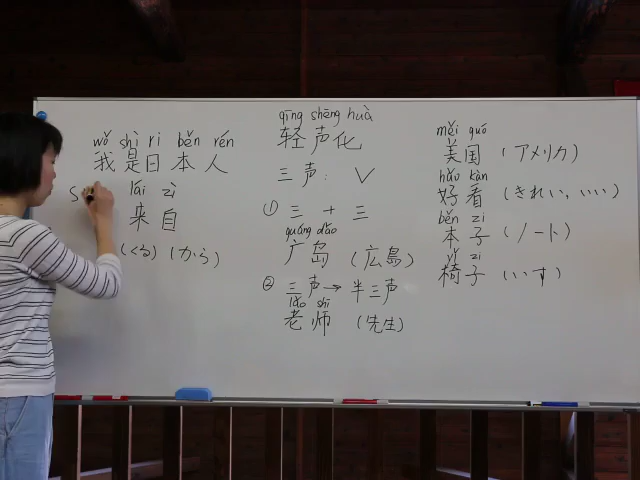 wǒ shì rì běn rén
我是日本人
S
lái zì
来自
(くる)(から)
qīng shēng huà
轻声化
三声: ∨
① 三 + 三
guǎng dǎo
广岛 (広島)
② 三声→半三声
lǎo shi
老师 (先生)
měi guó
美国 (アメリカ)
hǎo kàn
好看 (きれい, いい)
běn zi
本子 (ノート)
yǐ zi
椅子 (いす)